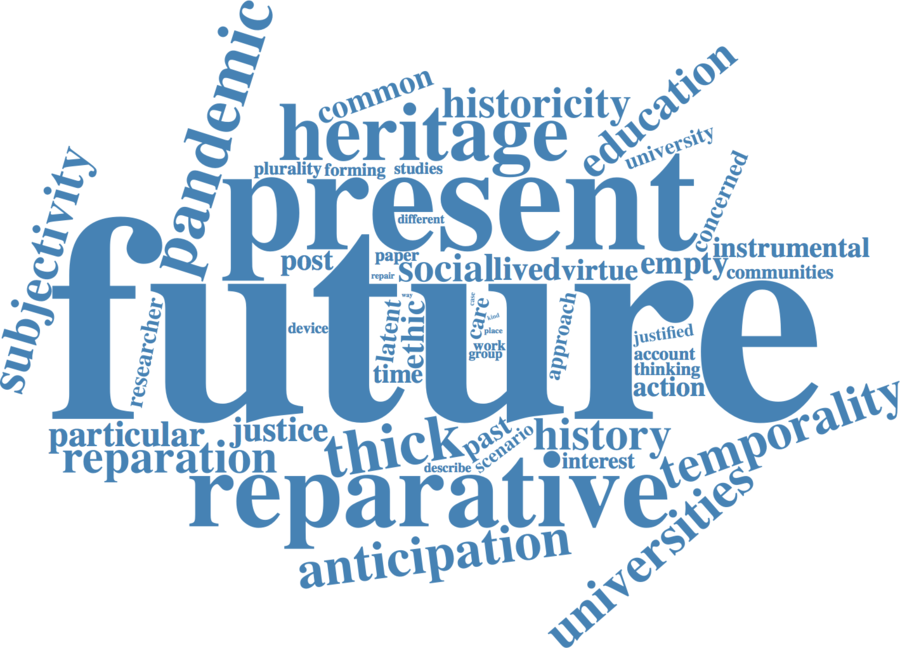 pandemic
common
historicity
education
heritage
university
subjectivity
plurality
forming
studies
present
concerned
different
post
paper
social
lived
virtue
empty
instrumental
communities
repair
future
researcher
device
latent
ethic
way
time
case
care
kind
place
work
group
approach
justified
account
thinking
action
particular
justice
thick
past
scenario
history
temporality
reparation
describe
interest
reparative
universities
anticipation